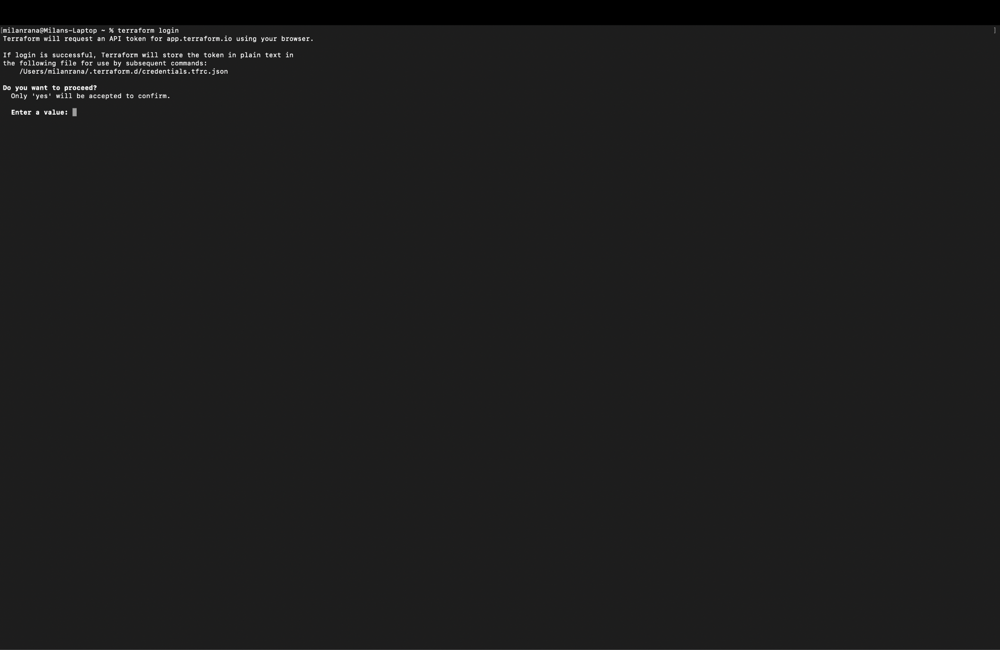 [milanrana@Milans-Laptop ~ % terraform login ]
Terraform will request an API token for app.terraform.io using your browser.
If login is successful, Terraform will store the token in plain text in
the following file for use by subsequent commands:
/Users/milanrana/.terraform.d/credentials.tfrc.json
Do you want to proceed?
Only 'yes' will be accepted to confirm.
Enter a value: